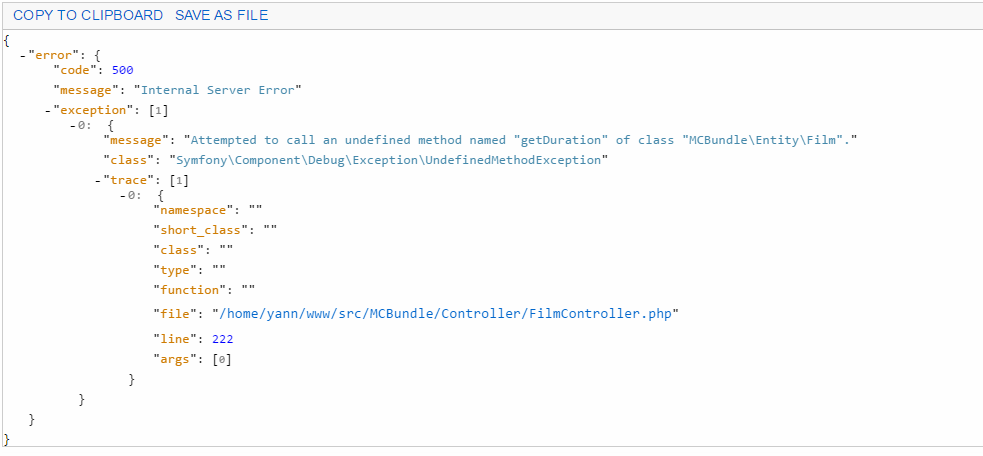 COPY TO CLIPBOARD SAVE AS FILE
{
-"error": {
"code": 500
"message": "Internal Server Error"
-"exception": [1]
-0: {
"message": "Attempted to call an undefined method named "getDuration" of class "MCBundle\Entity\Film"."
"class": "Symfony\Component\Debug\Exception\UndefinedMethodException"
-"trace": [1]
-0: {
"namespace": ""
"short_class": ""
"class": ""
"type": ""
"function": ""
"file": "/home/yann/www/src/MCBundle/Controller/FilmController.php"
"line": 222
"args": [0]
}
}
}
}